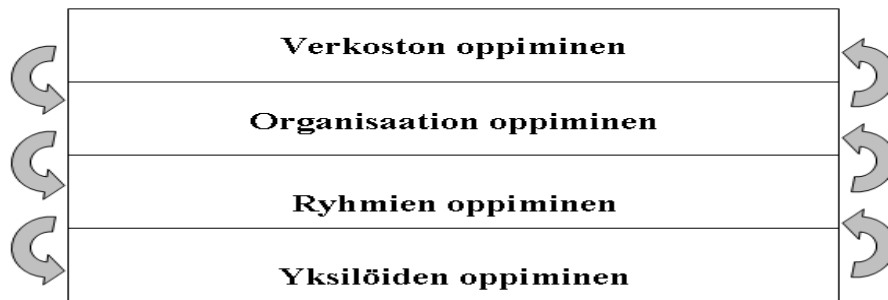 Verkoston oppiminen
Organisaation oppiminen
Ryhmien oppiminen
Yksilöiden oppiminen